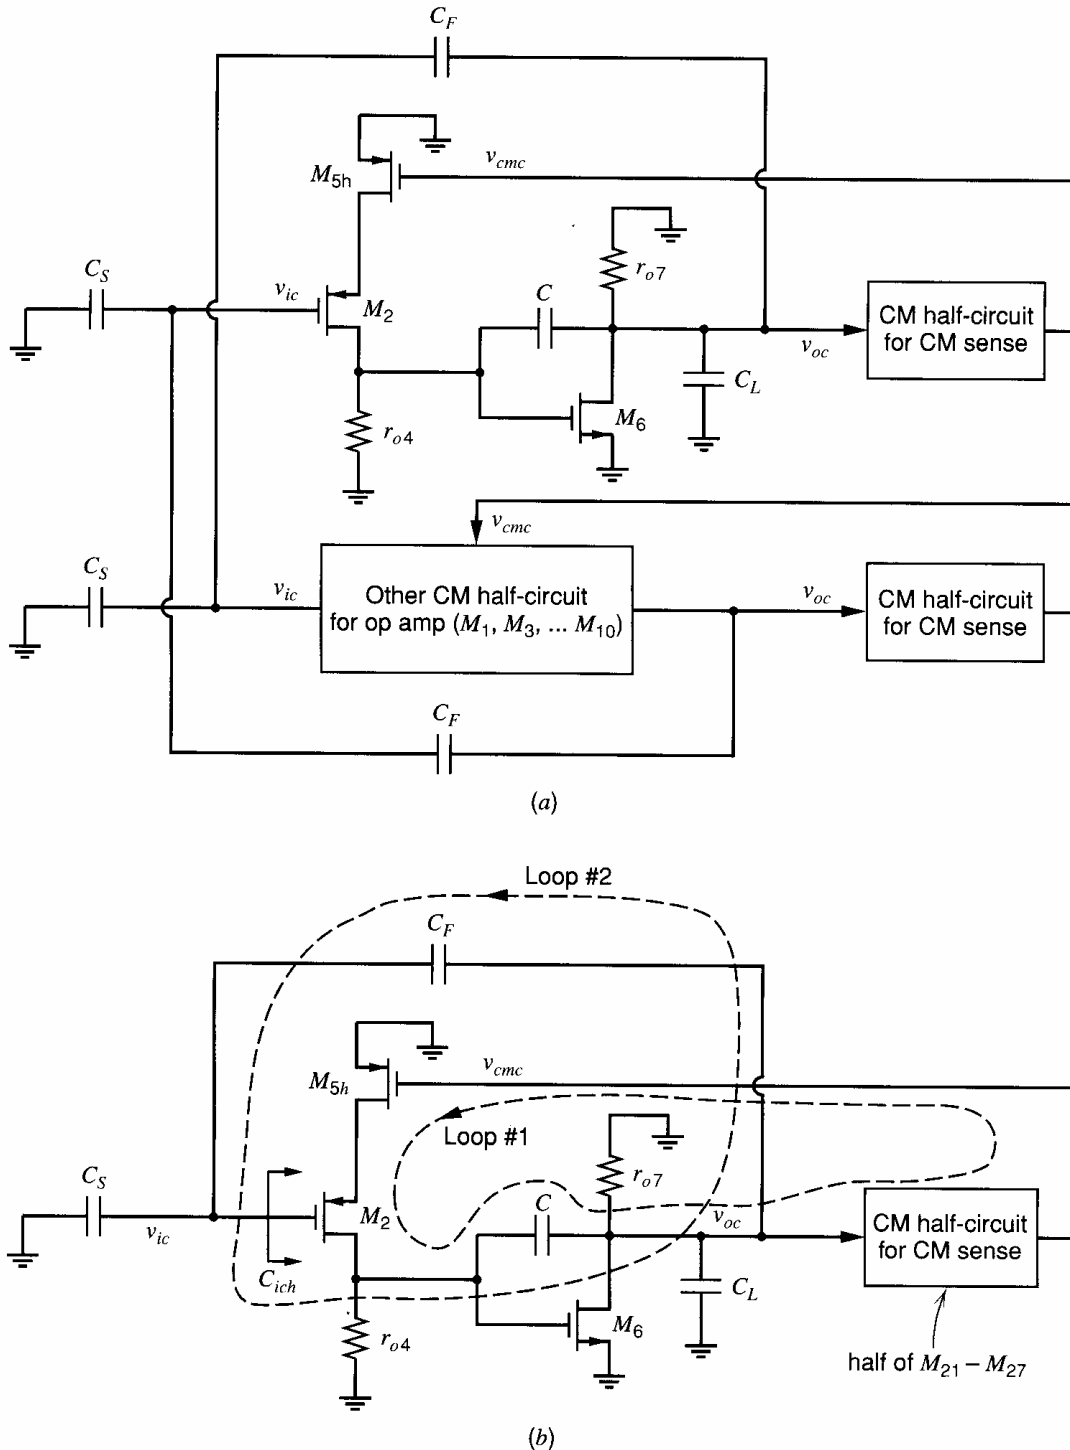 C_F
v_cmc
M_5h
r_o7
C_S
v_ic
M_2
C
CM half-circuit
for CM sense
v_oc
C_L
r_o4
M_6
v_cmc
C_S
v_ic
Other CM half-circuit
for op amp (M_1, M_3, ... M_10)
v_oc
CM half-circuit
for CM sense
C_F
(a)
Loop #2
C_F
M_5h
v_cmc
Loop #1
r_o7
C_S
v_ic
M_2
C
v_oc
CM half-circuit
for CM sense
C_ich
C_L
r_o4
M_6
half of M_21 – M_27
(b)